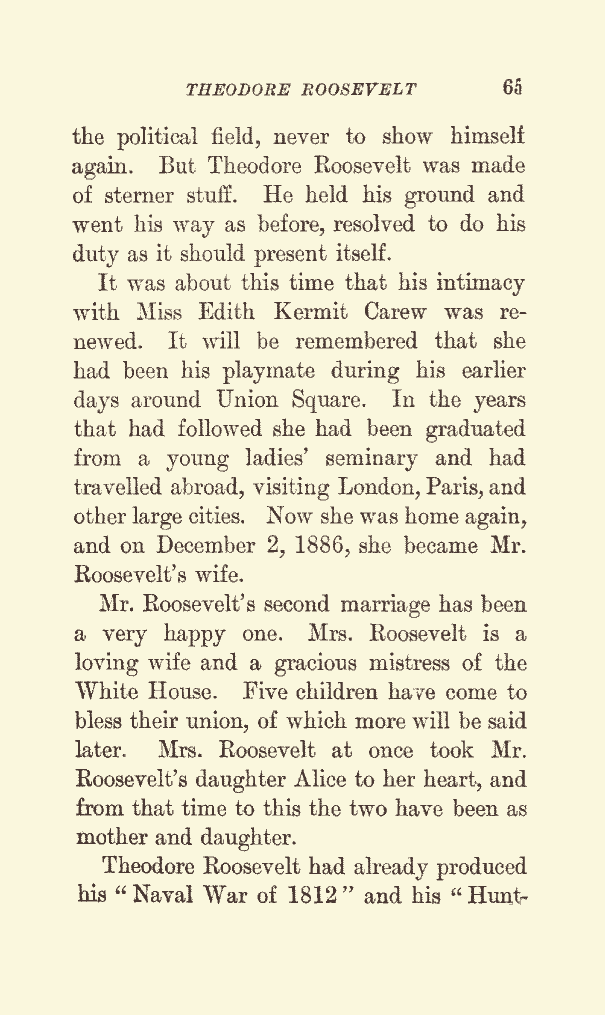 THEODORE ROOSEVELT 65
the political field, never to show himself
again. But Theodore Roosevelt was made
of sterner stuff. He held his ground and
went his way as before, resolved to do his
duty as it should present itself.
It was about this time that his intimacy
with Miss Edith Kermit Carew was re-
newed. It will be remembered that she
had been his playmate during his earlier
days around Union Square. In the years
that had followed she had been graduated
from a young ladies' seminary and had
travelled abroad, visiting London, Paris, and
other large cities. Now she was home again,
and on December 2, 1886, she became Mr.
Roosevelt's wife.
Mr. Roosevelt's second marriage has been
a very happy one. Mrs. Roosevelt is a
loving wife and a gracious mistress of the
White House. Five children have come to
bless their union, of which more will be said
later. Mrs. Roosevelt at once took Mr.
Roosevelt's daughter Alice to her heart, and
from that time to this the two have been as
mother and daughter.
Theodore Roosevelt had already produced
his "Naval War of 1812" and his "Hunt-